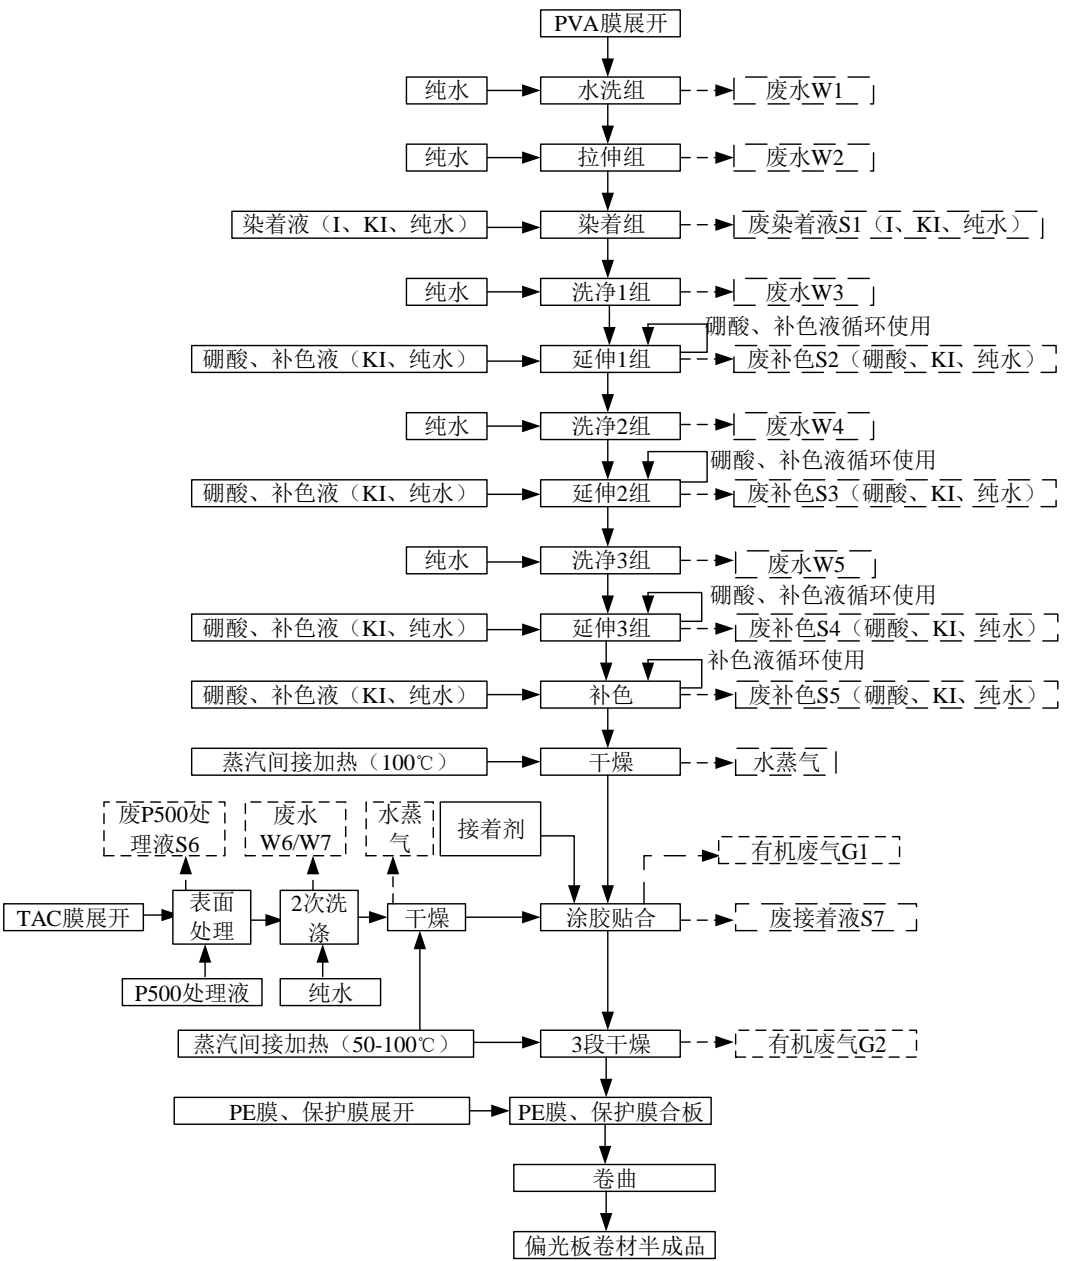 PVA膜展开
纯水
水洗组
废水W1
纯水
拉伸组
废水W2
染着液（I、KI、纯水）
染着组
废染着液S1（I、KI、纯水）
纯水
洗净1组
废水W3
硼酸、补色液循环使用
硼酸、补色液（KI、纯水）
延伸1组
废补色S2（硼酸、KI、纯水）
纯水
洗净2组
废水W4
硼酸、补色液循环使用
硼酸、补色液（KI、纯水）
延伸2组
废补色S3（硼酸、KI、纯水）
纯水
洗净3组
废水W5
硼酸、补色液循环使用
硼酸、补色液（KI、纯水）
延伸3组
废补色S4（硼酸、KI、纯水）
补色液循环使用
硼酸、补色液（KI、纯水）
补色
废补色S5（硼酸、KI、纯水）
蒸汽间接加热（100℃）
干燥
水蒸气
废P500处
理液S6
废水
W6/W7
水蒸
气
接着剂
有机废气G1
TAC膜展开
表面
处理
2次洗
涤
干燥
涂胶贴合
废接着液S7
P500处理液
纯水
蒸汽间接加热（50-100℃）
3段干燥
有机废气G2
PE膜、保护膜展开
PE膜、保护膜合板
卷曲
偏光板卷材半成品